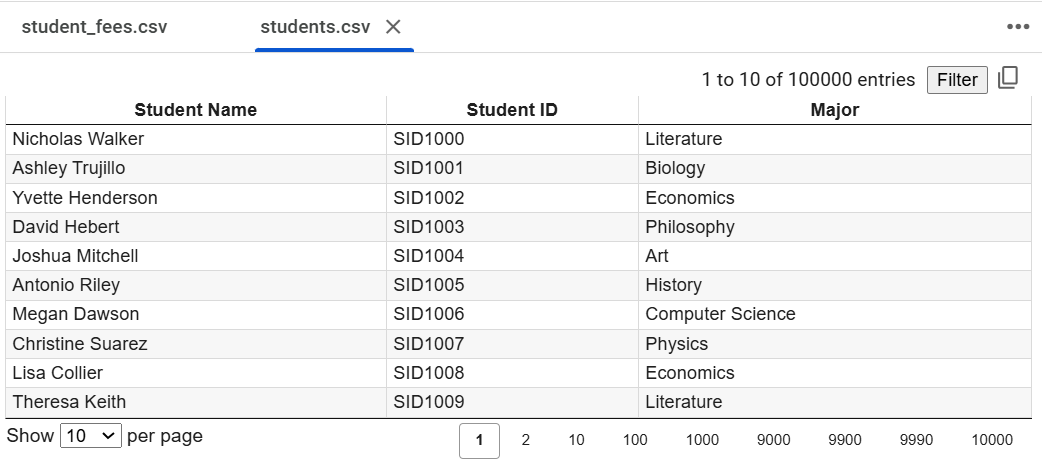 student_fees.csv students.csv
1 to 10 of 100000 entries Filter
Student Name Student ID Major
Nicholas Walker SID1000 Literature
Ashley Trujillo SID1001 Biology
Yvette Henderson SID1002 Economics
David Hebert SID1003 Philosophy
Joshua Mitchell SID1004 Art
Antonio Riley SID1005 History
Megan Dawson SID1006 Computer Science
Christine Suarez SID1007 Physics
Lisa Collier SID1008 Economics
Theresa Keith SID1009 Literature
Show 10 per page 1 2 10 100 1000 9000 9900 9990 10000